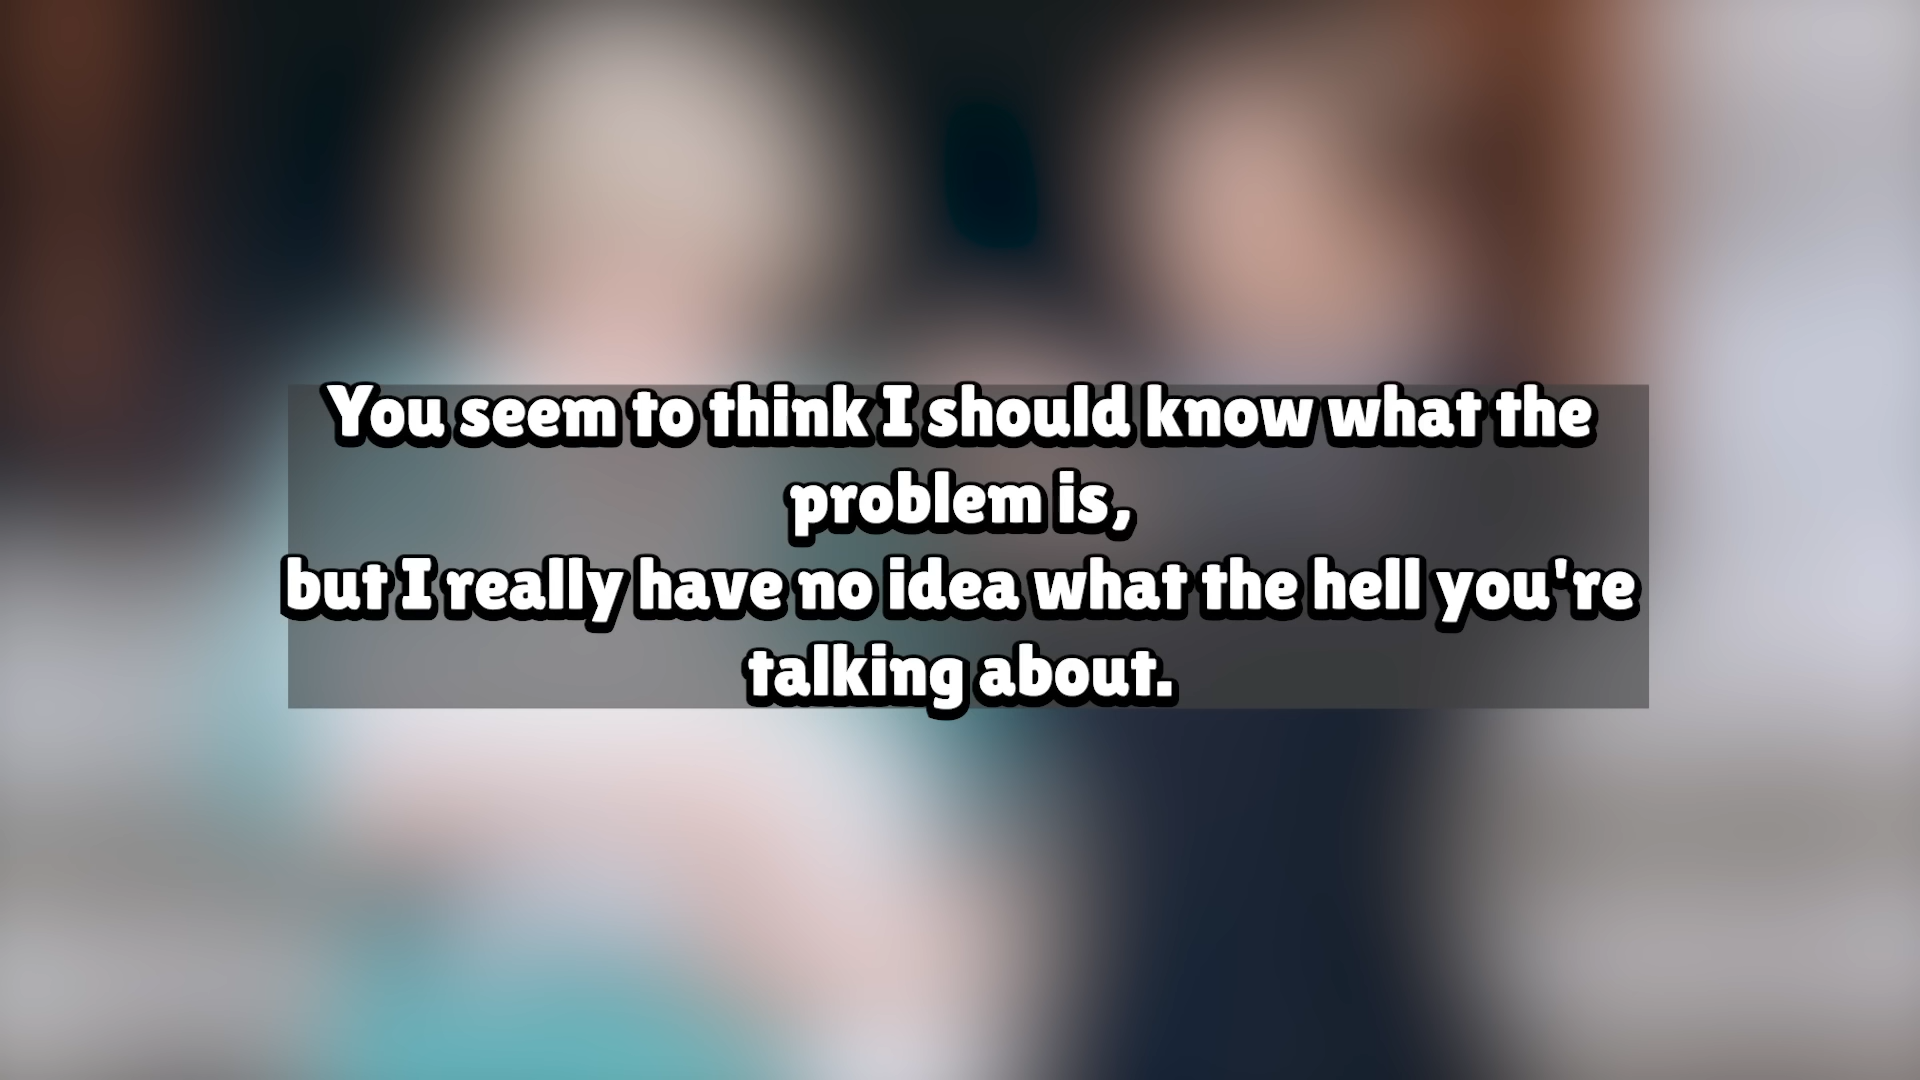 You seem to think I should know what the
problem is,
but I really have no idea what the hell you're
talking about.